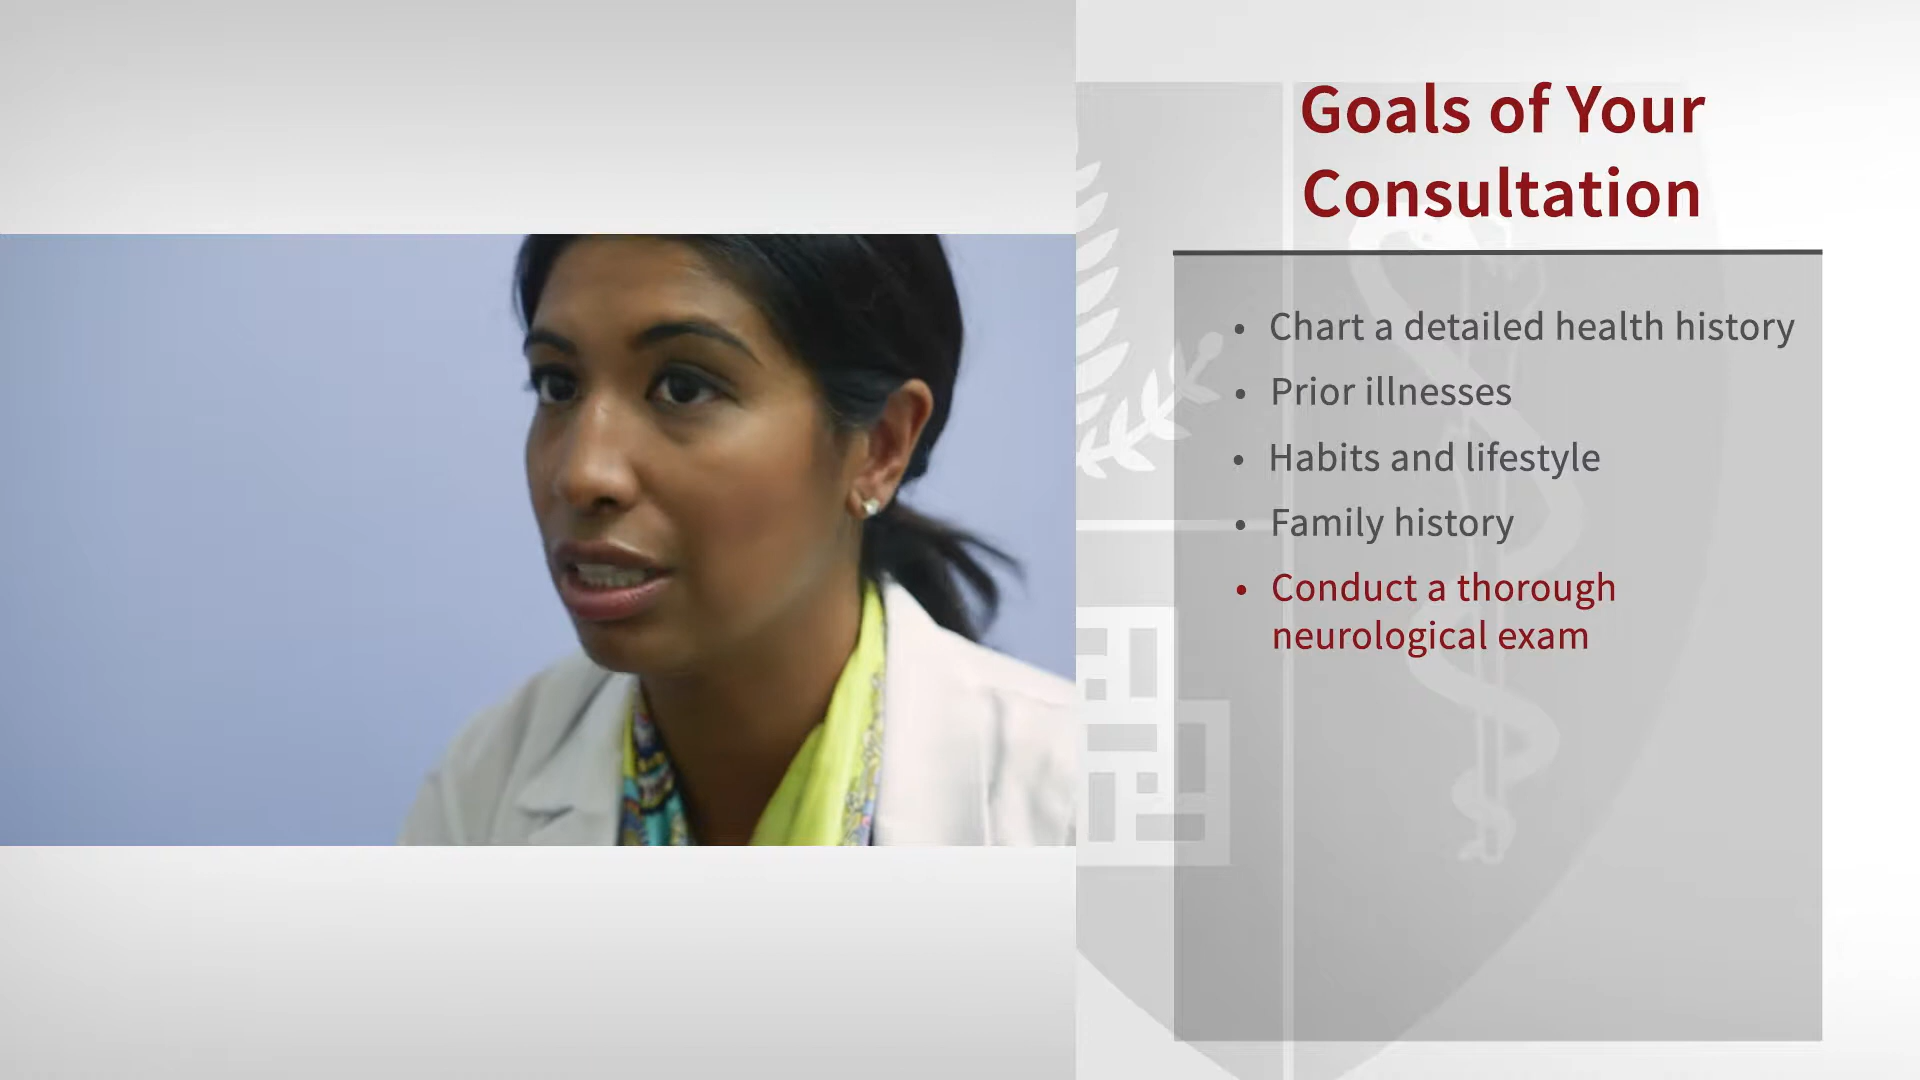 Goals of Your
Consultation
• Chart a detailed health history
• Prior illnesses
• Habits and lifestyle
• Family history
• Conduct a thorough
neurological exam